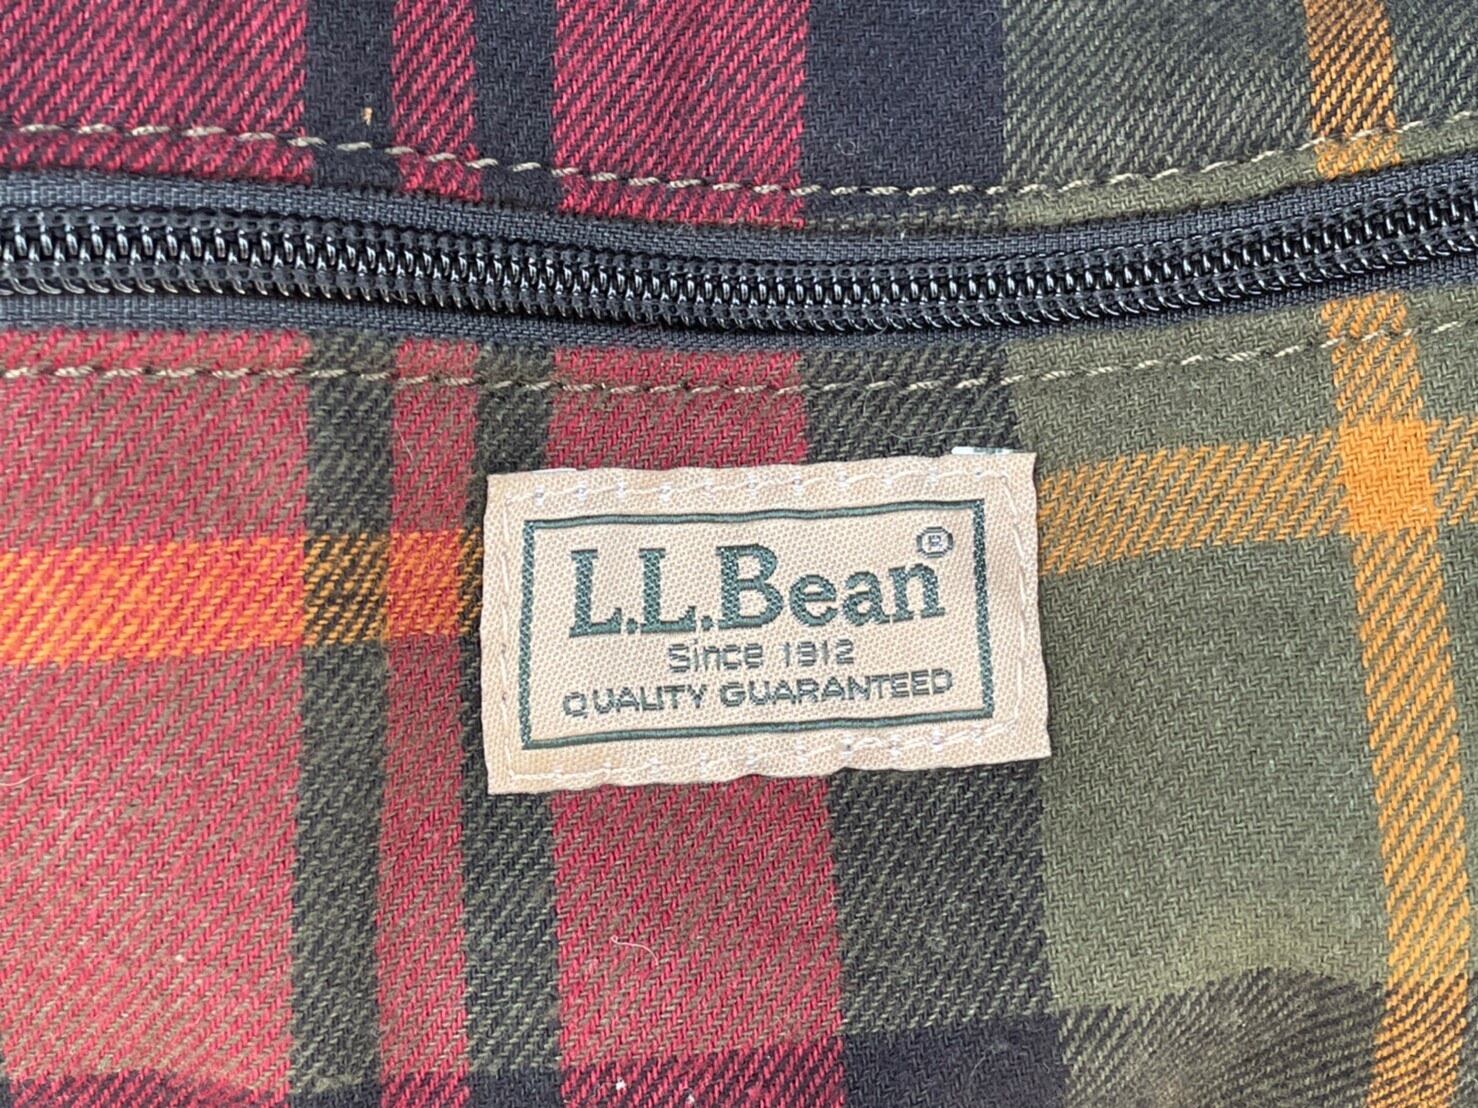 L.L.Bean®
Since 1912
QUALITY GUARANTEED